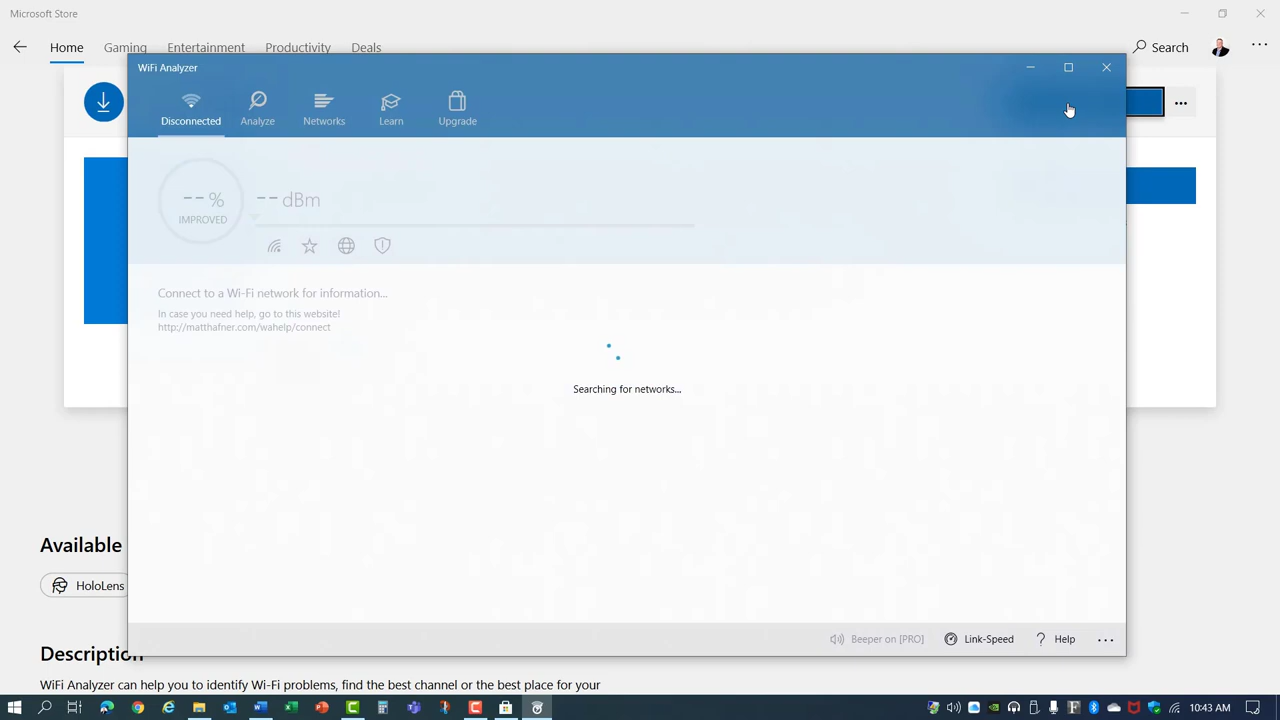 Microsoft Store
Home
Gaming
Entertainment
Productivity
Deals
Search
WiFi Analyzer
Disconnected
Analyze
Networks
Learn
Upgrade
-- %
IMPROVED
-- dBm
Connect to a Wi-Fi network for information...
In case you need help, go to this website!
http://matthafner.com/wahelp/connect
Searching for networks...
Available
HoloLens
Beeper on [PRO]
Link-Speed
Help
Description
WiFi Analyzer can help you to identify Wi-Fi problems, find the best channel or the best place for your
10:43 AM